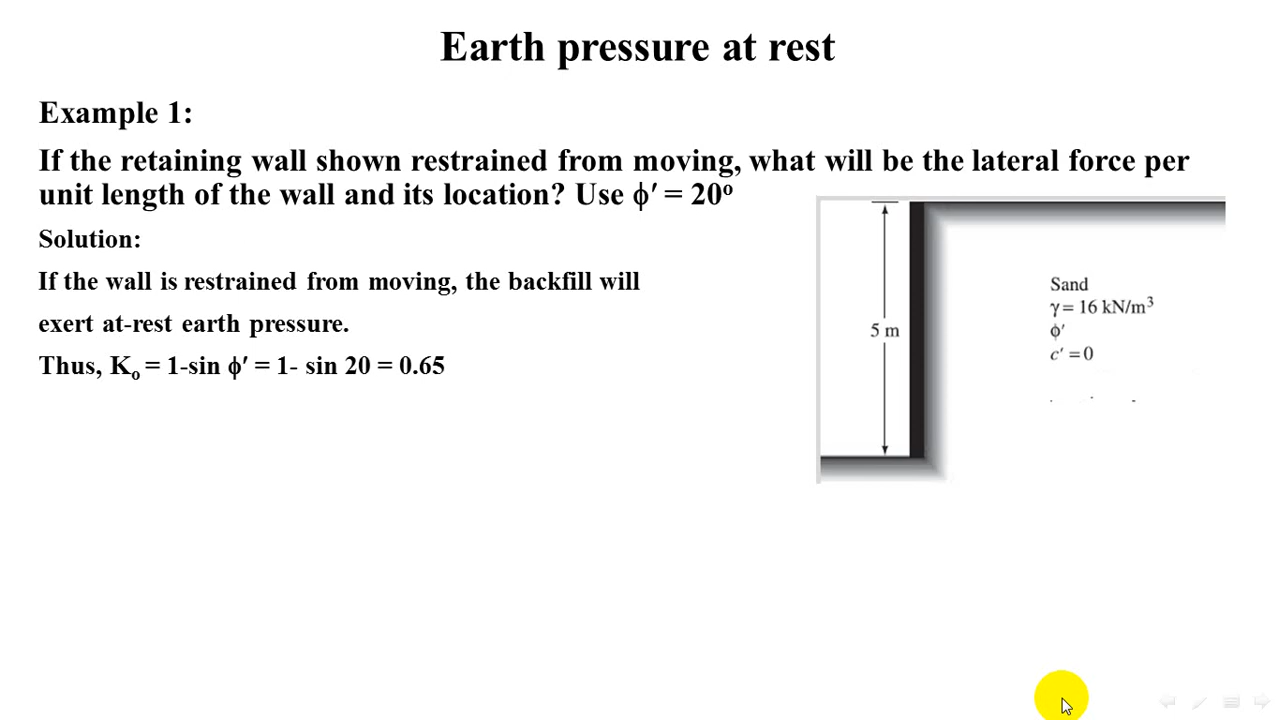 Earth pressure at rest
Example 1:
If the retaining wall shown restrained from moving, what will be the lateral force per
unit length of the wall and its location? Use ϕ′ = 20°
Solution:
If the wall is restrained from moving, the backfill will
exert at-rest earth pressure.
Thus, Kₒ = 1-sin ϕ′ = 1- sin 20 = 0.65
5 m
Sand
γ = 16 kN/m³
ϕ′
c′ = 0